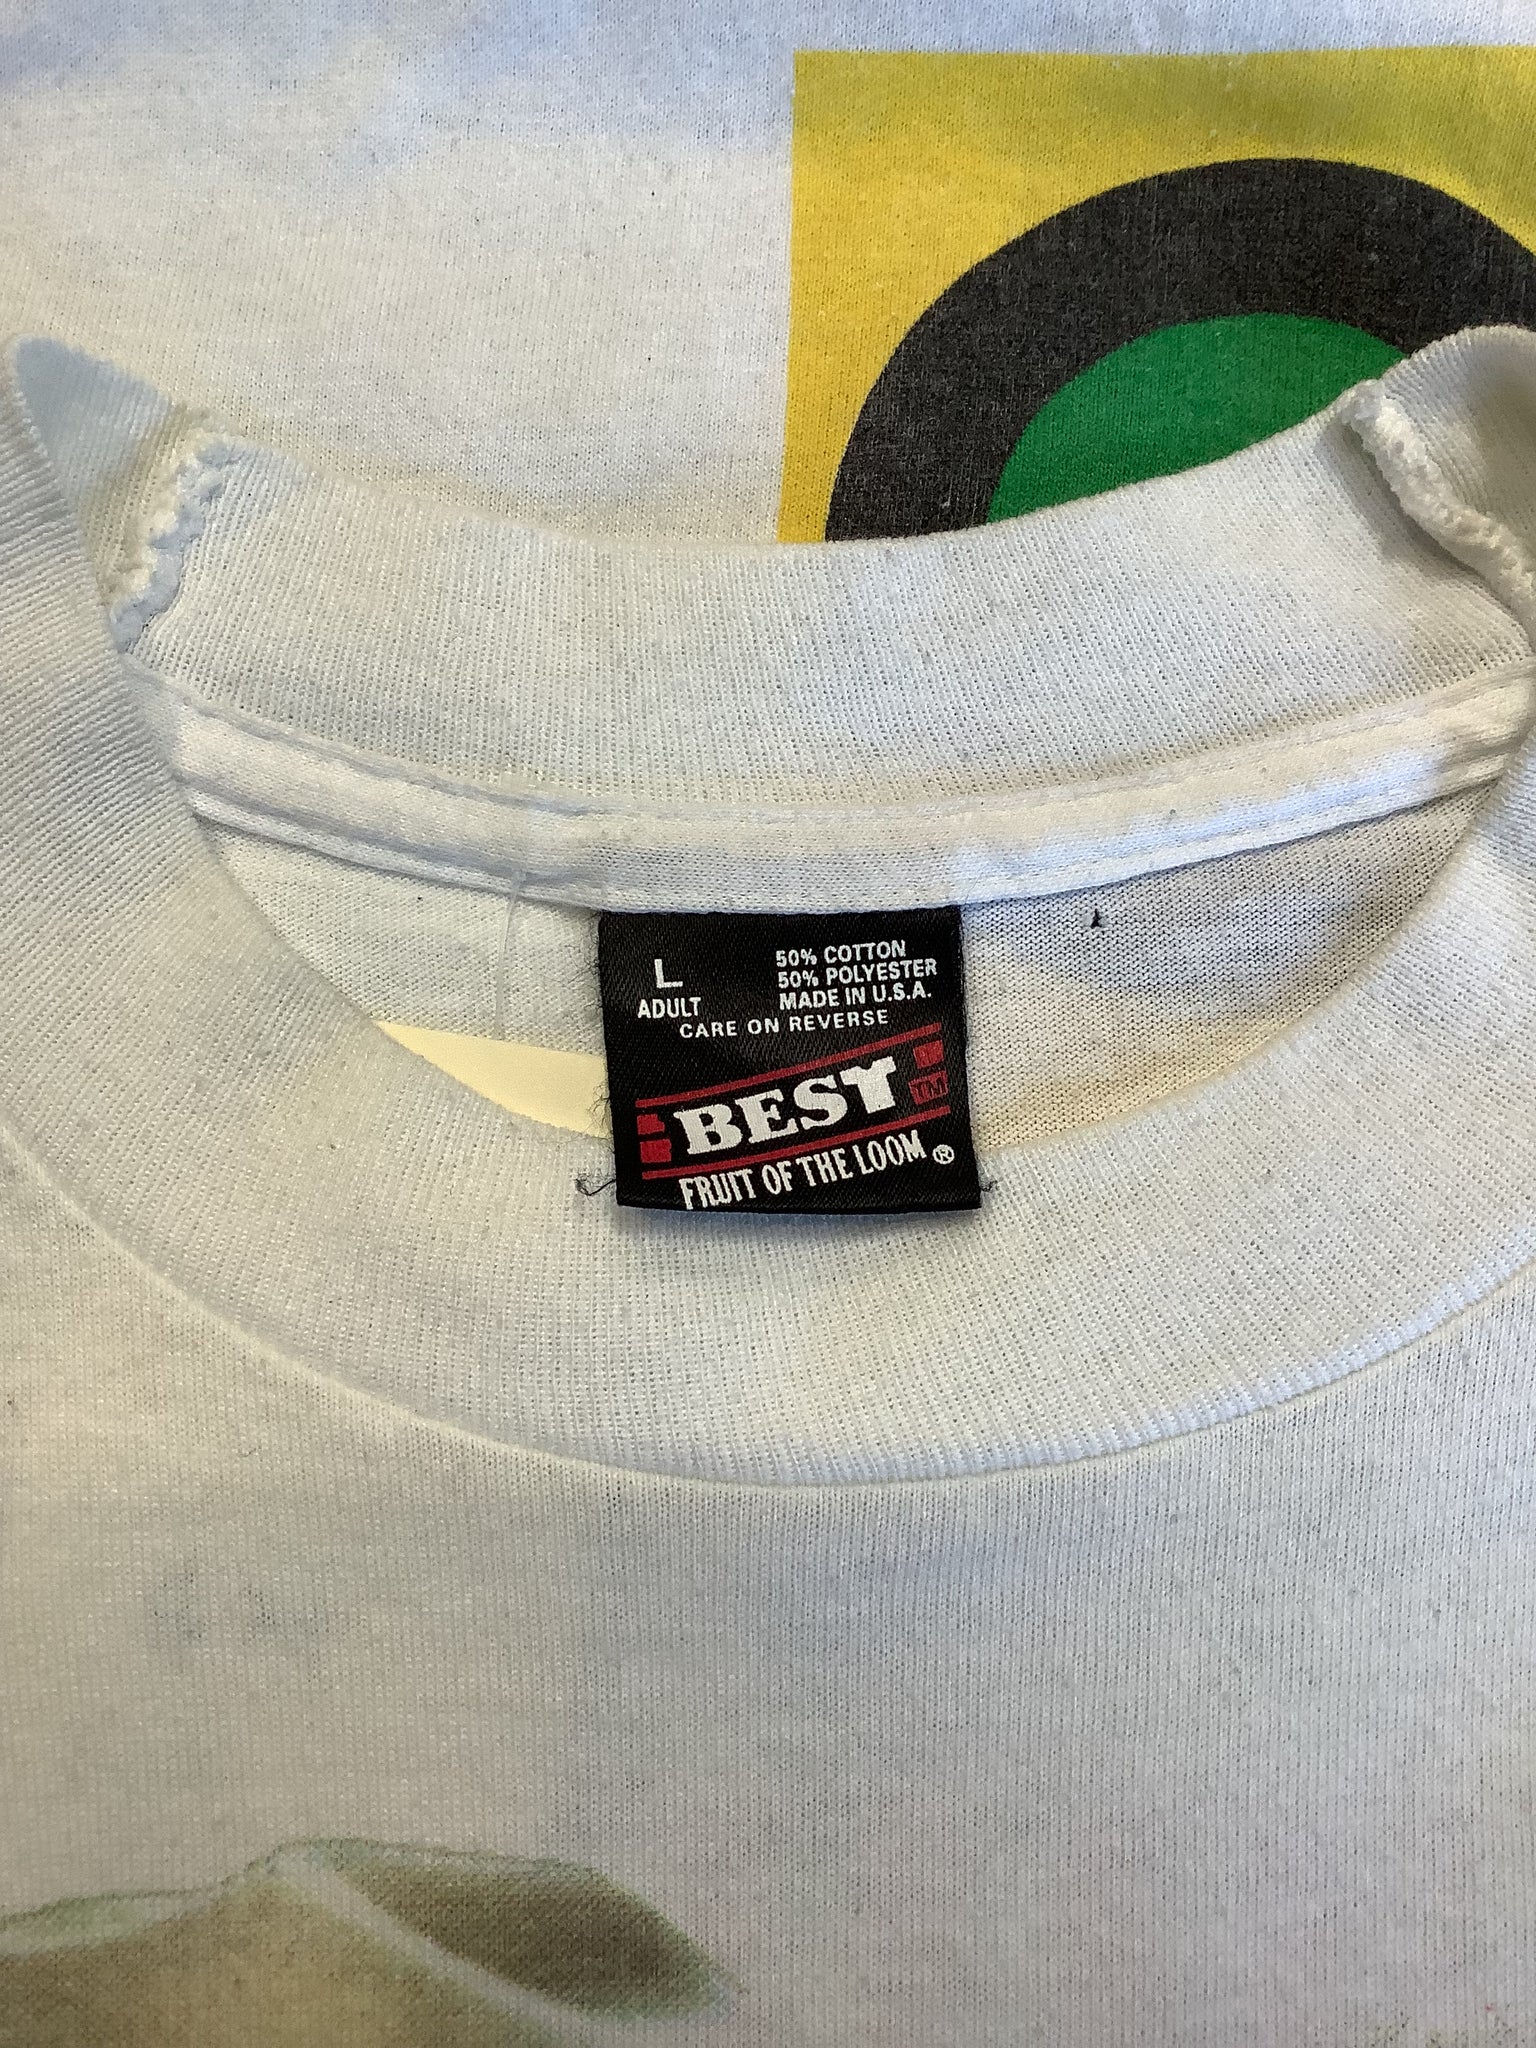 L
ADULT
50% COTTON
50% POLYESTER
MADE IN U.S.A.
CARE ON REVERSE
BEST
TM
FRUIT OF THE LOOM ®